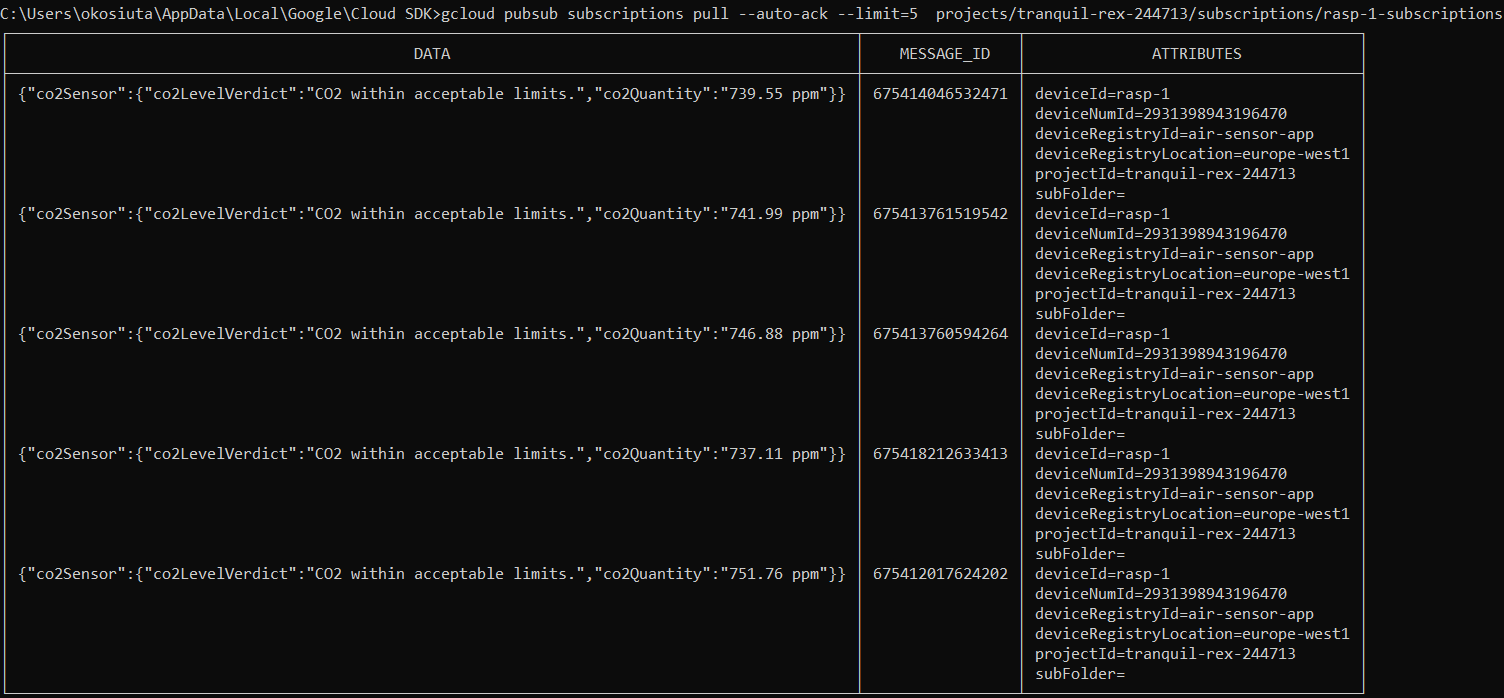 C:\Users\okosiuta\AppData\Local\Google\Cloud SDK>gcloud pubsub subscriptions pull --auto-ack --limit=5  projects/tranquil-rex-244713/subscriptions/rasp-1-subscriptions
DATA MESSAGE_ID ATTRIBUTES
{"co2Sensor":{"co2LevelVerdict":"CO2 within acceptable limits.","co2Quantity":"739.55 ppm"}} 675414046532471 deviceId=rasp-1
deviceNumId=2931398943196470
deviceRegistryId=air-sensor-app
deviceRegistryLocation=europe-west1
projectId=tranquil-rex-244713
subFolder=
{"co2Sensor":{"co2LevelVerdict":"CO2 within acceptable limits.","co2Quantity":"741.99 ppm"}} 675413761519542 deviceId=rasp-1
deviceNumId=2931398943196470
deviceRegistryId=air-sensor-app
deviceRegistryLocation=europe-west1
projectId=tranquil-rex-244713
subFolder=
{"co2Sensor":{"co2LevelVerdict":"CO2 within acceptable limits.","co2Quantity":"746.88 ppm"}} 675413760594264 deviceId=rasp-1
deviceNumId=2931398943196470
deviceRegistryId=air-sensor-app
deviceRegistryLocation=europe-west1
projectId=tranquil-rex-244713
subFolder=
{"co2Sensor":{"co2LevelVerdict":"CO2 within acceptable limits.","co2Quantity":"737.11 ppm"}} 675418212633413 deviceId=rasp-1
deviceNumId=2931398943196470
deviceRegistryId=air-sensor-app
deviceRegistryLocation=europe-west1
projectId=tranquil-rex-244713
subFolder=
{"co2Sensor":{"co2LevelVerdict":"CO2 within acceptable limits.","co2Quantity":"751.76 ppm"}} 675412017624202 deviceId=rasp-1
deviceNumId=2931398943196470
deviceRegistryId=air-sensor-app
deviceRegistryLocation=europe-west1
projectId=tranquil-rex-244713
subFolder=